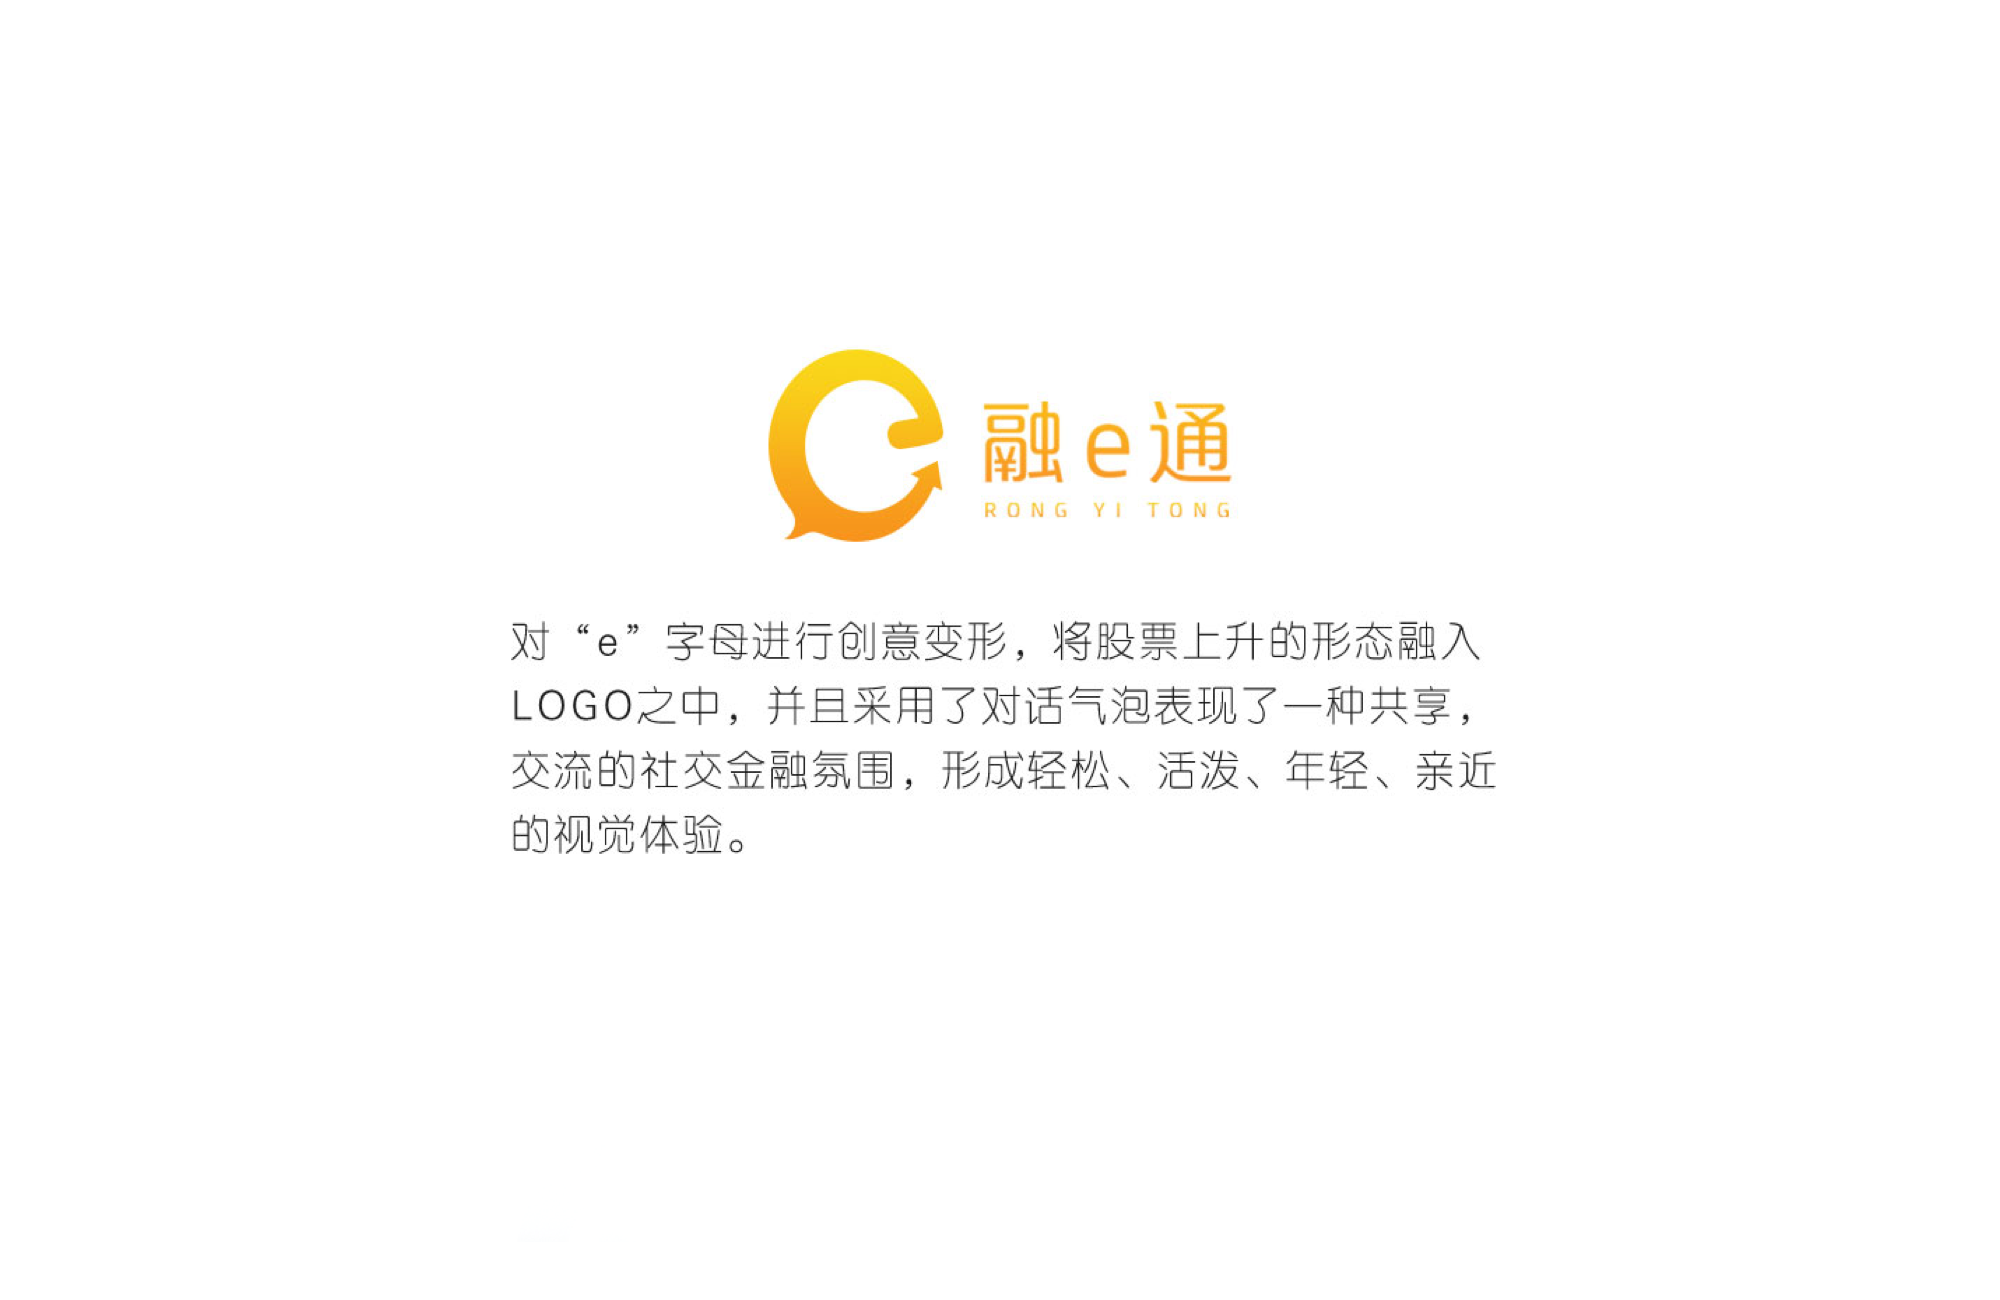 融e通
RONG YI TONG
对“e”字母进行创意变形，将股票上升的形态融入
LOGO之中，并且采用了对话气泡表现了一种共享，
交流的社交金融氛围，形成轻松、活泼、年轻、亲近
的视觉体验。